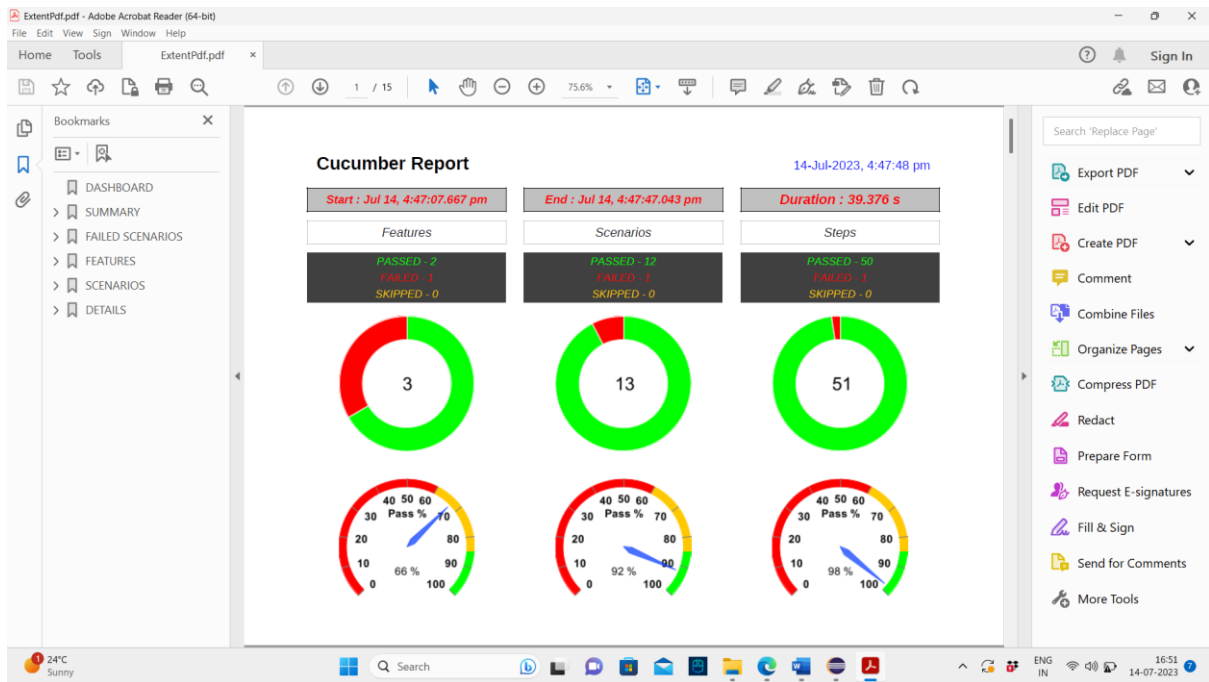 ExtentPdf.pdf - Adobe Acrobat Reader (64-bit)
File Edit View Sign Window Help
Home Tools ExtentPdf.pdf × Sign In
1 / 15 75.6%
Bookmarks ×
DASHBOARD
SUMMARY
FAILED SCENARIOS
FEATURES
SCENARIOS
DETAILS
Cucumber Report 14-Jul-2023, 4:47:48 pm
Start : Jul 14, 4:47:07.667 pm End : Jul 14, 4:47:47.043 pm Duration : 39.376 s
Features Scenarios Steps
PASSED - 2 PASSED - 12 PASSED - 50
FAILED - 1 FAILED - 1 FAILED - 1
SKIPPED - 0 SKIPPED - 0 SKIPPED - 0
3 13 51
0 10 20 30 40 50 60 70 80 90 100
Pass %
66 %
0 10 20 30 40 50 60 70 80 90 100
Pass %
92 %
0 10 20 30 40 50 60 70 80 90 100
Pass %
98 %
Search 'Replace Page'
Export PDF
Edit PDF
Create PDF
Comment
Combine Files
Organize Pages
Compress PDF
Redact
Prepare Form
Request E-signatures
Fill & Sign
Send for Comments
More Tools
1
24°C
Sunny
Search
ENG
IN
16:51
14-07-2023
7